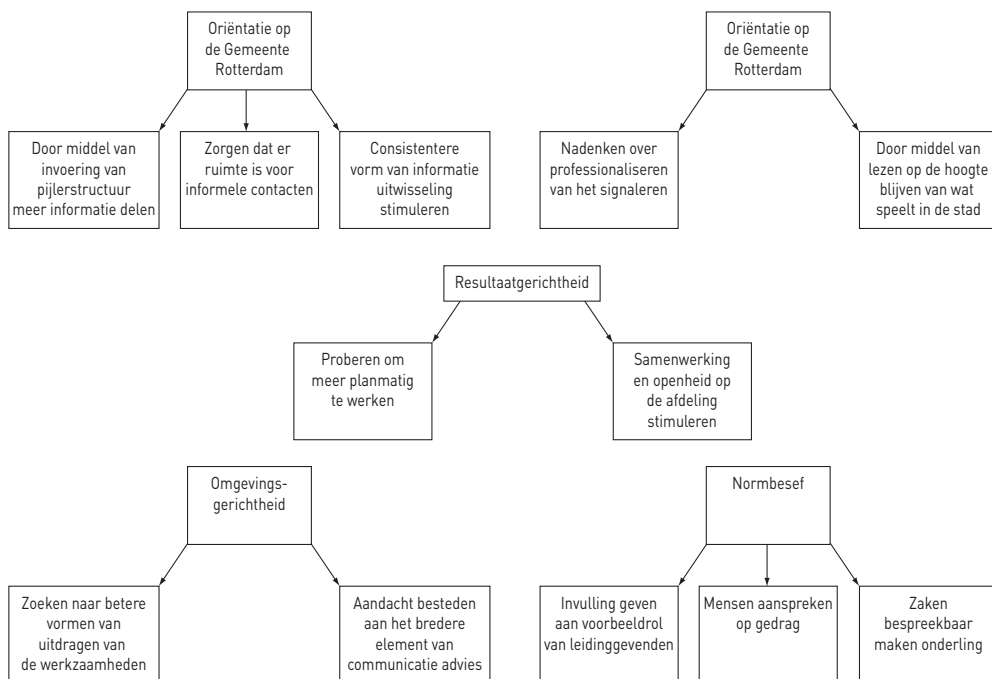 Oriëntatie op
de Gemeente
Rotterdam
Door middel van
invoering van
pijlerstructuur
meer informatie delen
Zorgen dat er
ruimte is voor
informele contacten
Consistentere
vorm van informatie
uitwisseling
stimuleren
Oriëntatie op
de Gemeente
Rotterdam
Nadenken over
professionaliseren
van het signaleren
Door middel van
lezen op de hoogte
blijven van wat
speelt in de stad
Resultaatgerichtheid
Proberen om
meer planmatig
te werken
Samenwerking
en openheid op
de afdeling
stimuleren
Omgevings-
gerichtheid
Zoeken naar betere
vormen van
uitdragen van
de werkzaamheden
Aandacht besteden
aan het bredere
element van
communicatie advies
Normbesef
Invulling geven
aan voorbeeldrol
van leidinggevenden
Mensen aanspreken
op gedrag
Zaken
bespreekbaar
maken onderling